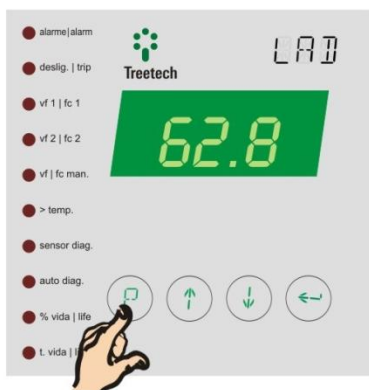 alarme|alarm
deslig. | trip
vf 1 | fc 1
vf 2 | fc 2
vf | fc man.
> temp.
sensor diag.
auto diag.
% vida | life
t. vida |
Treetech
LAD
62.8
P